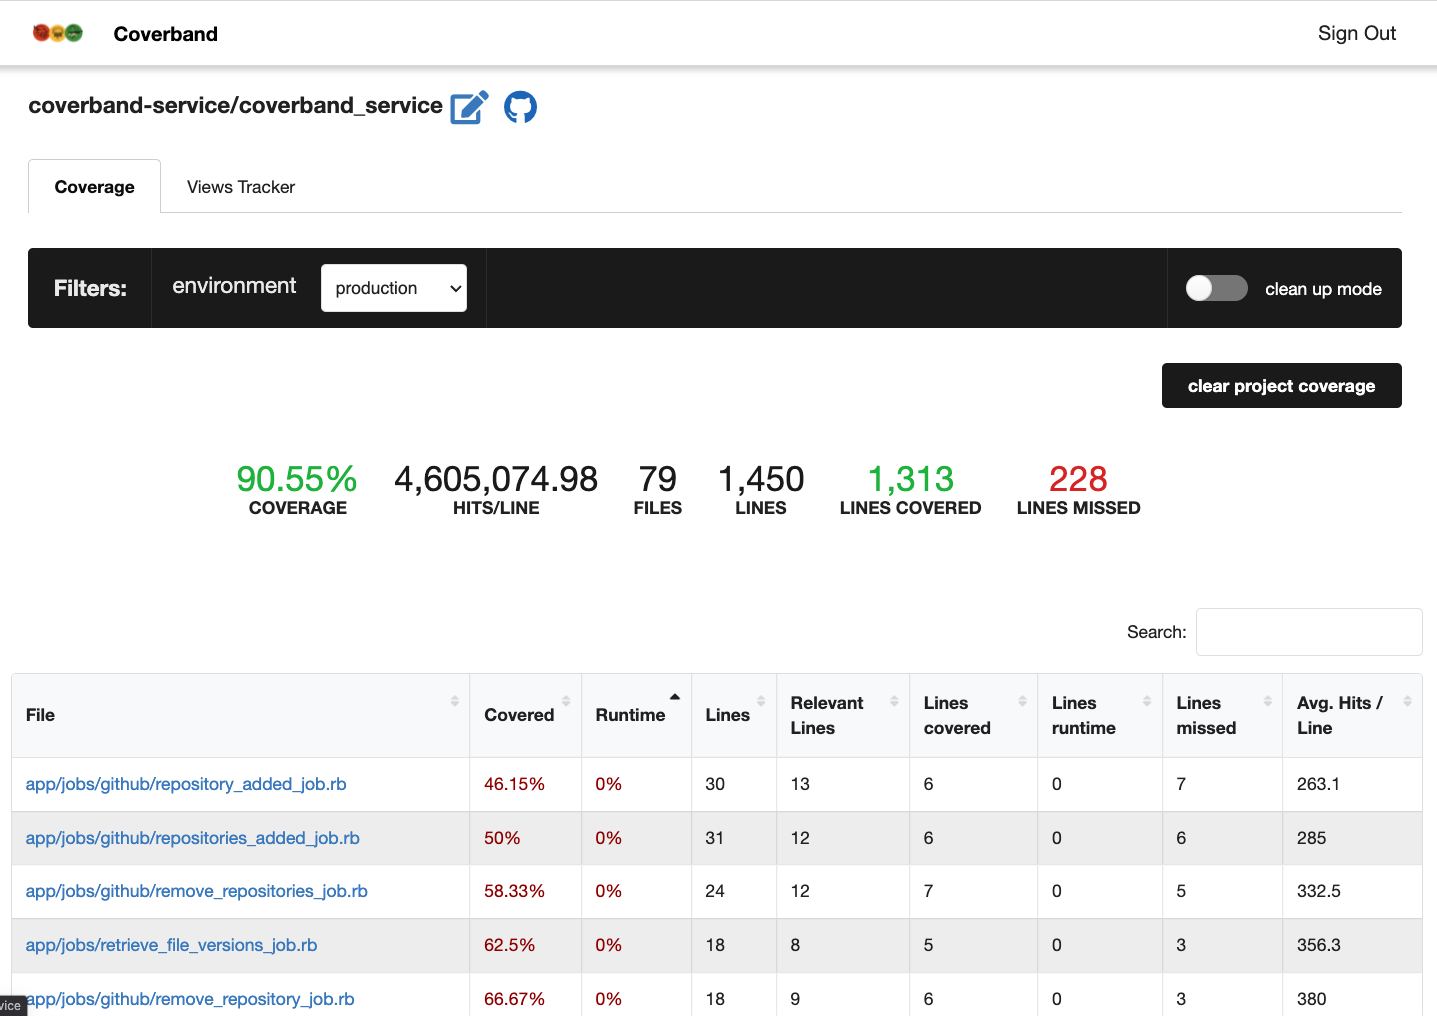 Coverband
Sign Out
coverband-service/coverband_service
Coverage
Views Tracker
Filters:
environment
production
clean up mode
clear project coverage
90.55% 4,605,074.98 79 1,450 1,313 228
COVERAGE HITS/LINE FILES LINES LINES COVERED LINES MISSED
Search:
File Covered Runtime Lines Relevant Lines Lines covered Lines runtime Lines missed Avg. Hits / Line
app/jobs/github/repository_added_job.rb 46.15% 0% 30 13 6 0 7 263.1
app/jobs/github/repositories_added_job.rb 50% 0% 31 12 6 0 6 285
app/jobs/github/remove_repositories_job.rb 58.33% 0% 24 12 7 0 5 332.5
app/jobs/retrieve_file_versions_job.rb 62.5% 0% 18 8 5 0 3 356.3
app/jobs/github/remove_repository_job.rb 66.67% 0% 18 9 6 0 3 380
vice